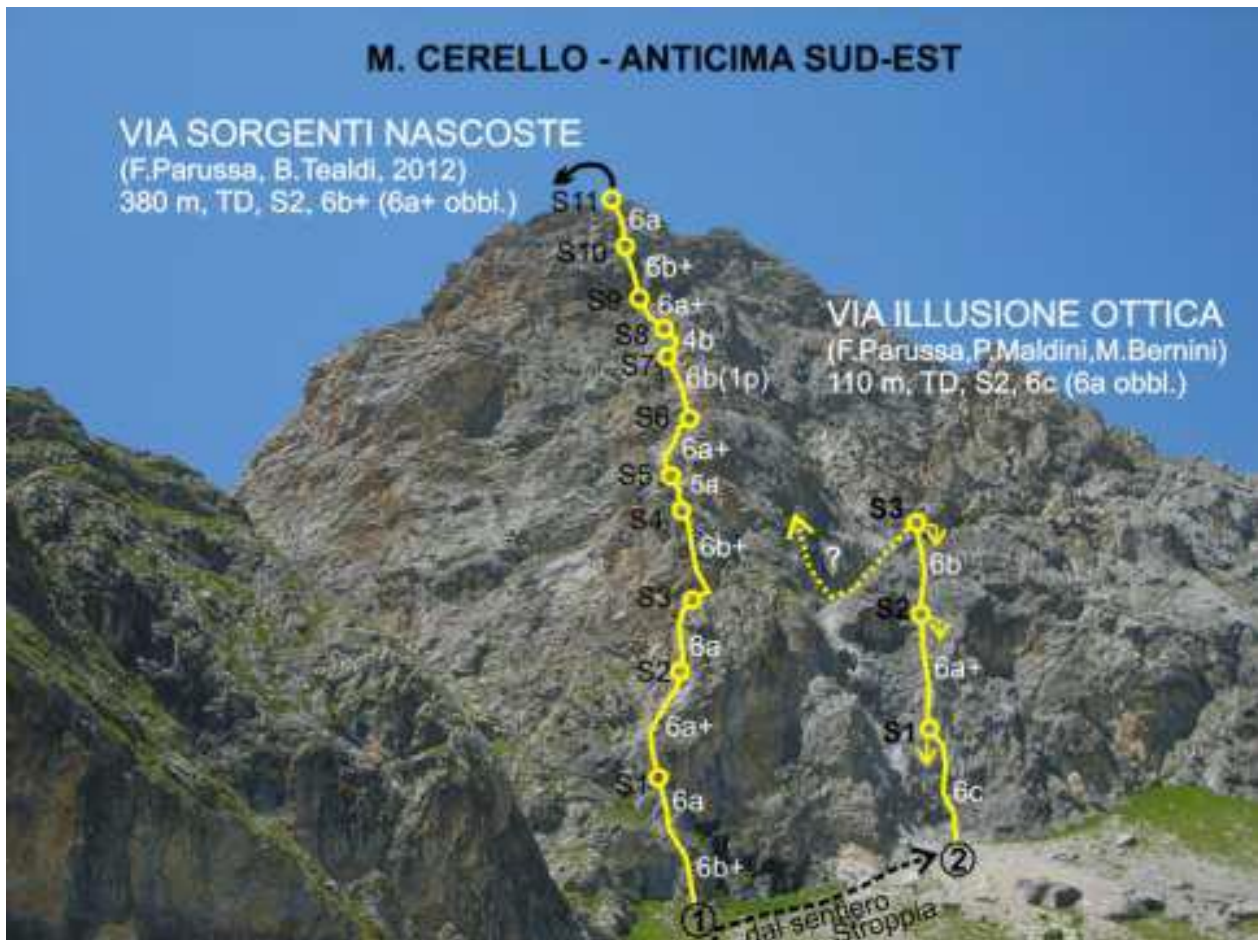 M. CERELLO - ANTICIMA SUD-EST
VIA SORGENTI NASCOSTE
(F.Parussa, B.Tealdi, 2012)
380 m, TD, S2, 6b+ (6a+ obbl.)
VIA ILLUSIONE OTTICA
(F.Parussa,P.Maldini,M.Bernini)
110 m, TD, S2, 6c (6a obbl.)
S11
6a
S10
6b+
S9
6a+
S8
4b
S7
6b(1p)
S6
6a+
S5
5a
S4
6b+
S3
6a
S2
6a+
S1
6a
6b+
1
S3
?
6b
S2
6a+
S1
6c
2
dal sentiero
Stroppia